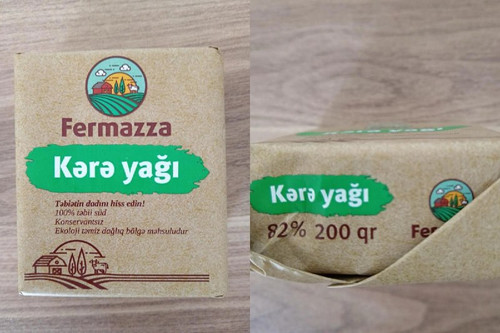 Fermazza
Kərə yağı
Təbiətin dadını hiss edin!
100% təbii süd
Konservantsız
Ekoloji təmiz dağlıq bölgə məhsuludur
Kərə yağı
82% 200 qr